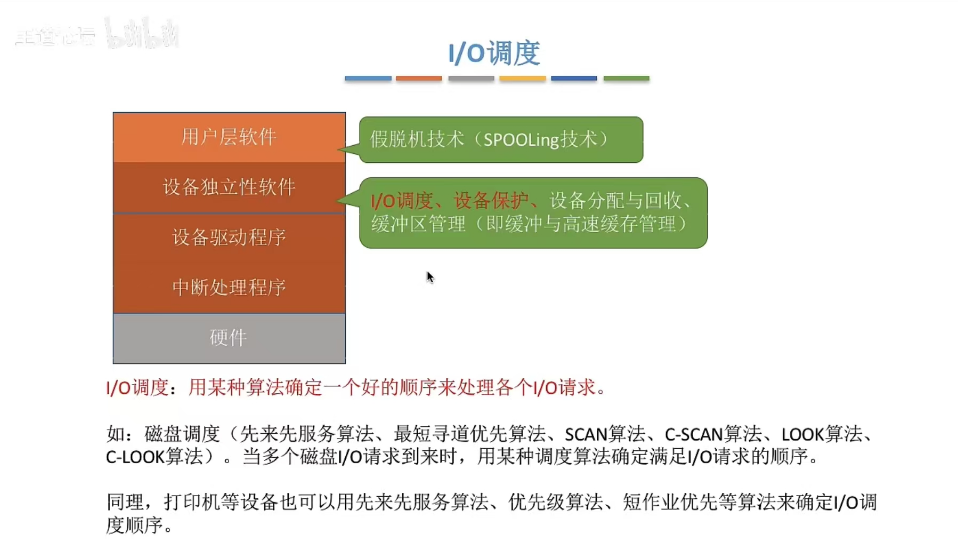 王道论坛 bilibili
I/O调度
用户层软件
假脱机技术（SPOOLing技术）
设备独立性软件
I/O调度、设备保护、设备分配与回收、
缓冲区管理（即缓冲与高速缓存管理）
设备驱动程序
中断处理程序
硬件
I/O调度：用某种算法确定一个好的顺序来处理各个I/O请求。
如：磁盘调度（先来先服务算法、最短寻道优先算法、SCAN算法、C-SCAN算法、LOOK算法、
C-LOOK算法）。当多个磁盘I/O请求到来时，用某种调度算法确定满足I/O请求的顺序。
同理，打印机等设备也可以用先来先服务算法、优先级算法、短作业优先等算法来确定I/O调
度顺序。